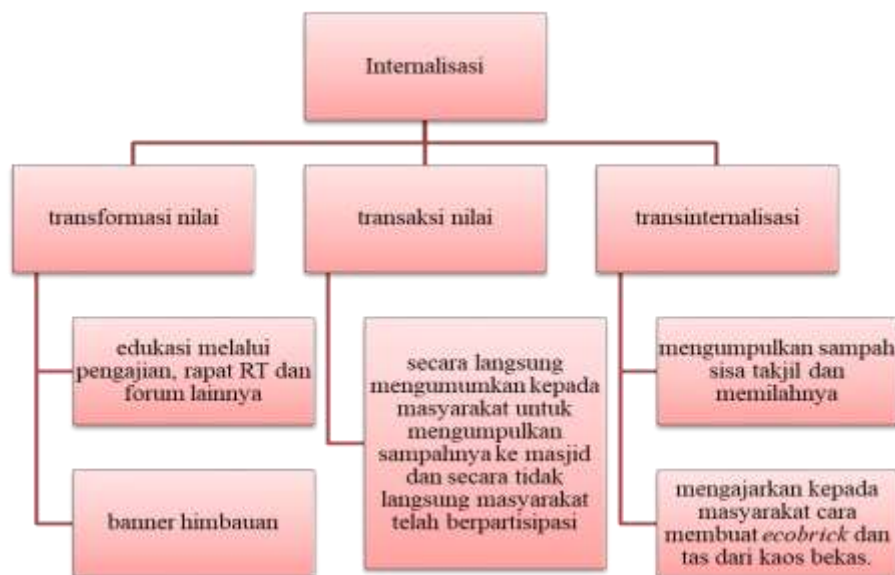 Internalisasi
transformasi nilai
transaksi nilai
transinternalisasi
edukasi melalui
pengajian, rapat RT dan
forum lainnya
banner himbauan
secara langsung
mengumumkan kepada
masyarakat untuk
mengumpulkan
sampahnya ke masjid
dan secara tidak
langsung masyarakat
telah berpartisipasi
mengumpulkan sampah
sisa takjil dan
memilahnya
mengajarkan kepada
masyarakat cara
membuat ecobrick dan
tas dari kaos bekas.